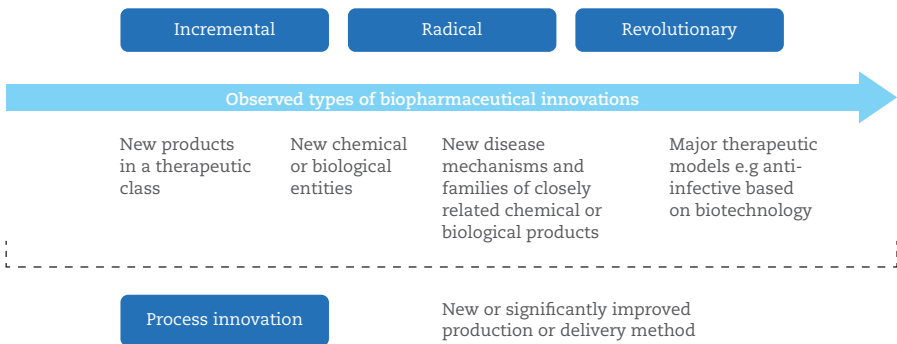 Incremental
Radical
Revolutionary
Observed types of biopharmaceutical innovations
New products
in a therapeutic
class
New chemical
or biological
entities
New disease
mechanisms and
families of closely
related chemical or
biological products
Major therapeutic
models e.g anti-
infective based
on biotechnology
Process innovation
New or significantly improved
production or delivery method